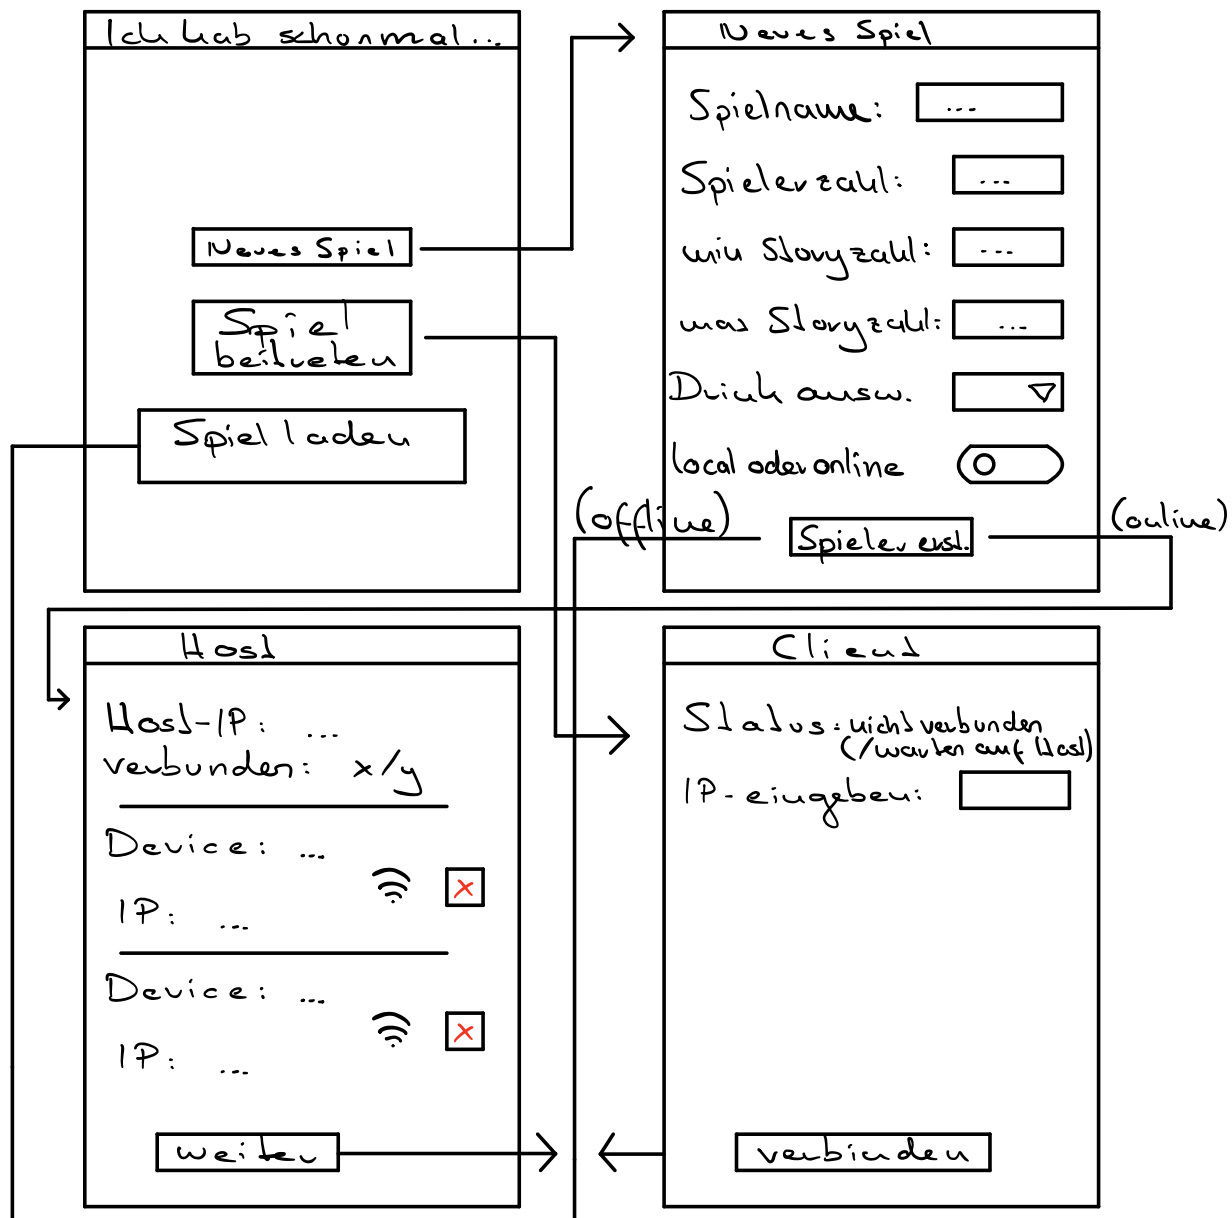 Ich hab schonmal...
Neues Spiel
Spiel
beitreten
Spiel laden
Neues Spiel
Spielname: ...
Spielerzahl: ...
min Storyzahl: ...
max Storyzahl: ...
Drink ausw.
local oder online
(offline)
Spieler erst.
(online)
Host
Host-IP: ...
verbunden: x/y
Device: ...
IP: ...
Device: ...
IP: ...
weiter
Client
Status: nicht verbunden
(/warten auf Host)
IP-eingeben:
verbinden